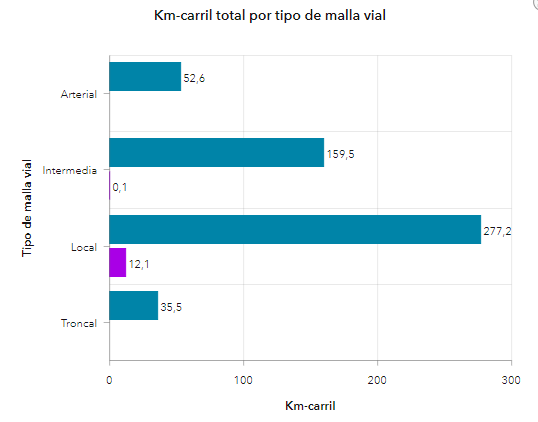 Km-carril total por tipo de malla vial
Tipo de malla vial
Arterial
52,6
Intermedia
159,5
0,1
Local
277,2
12,1
Troncal
35,5
0
100
200
300
Km-carril